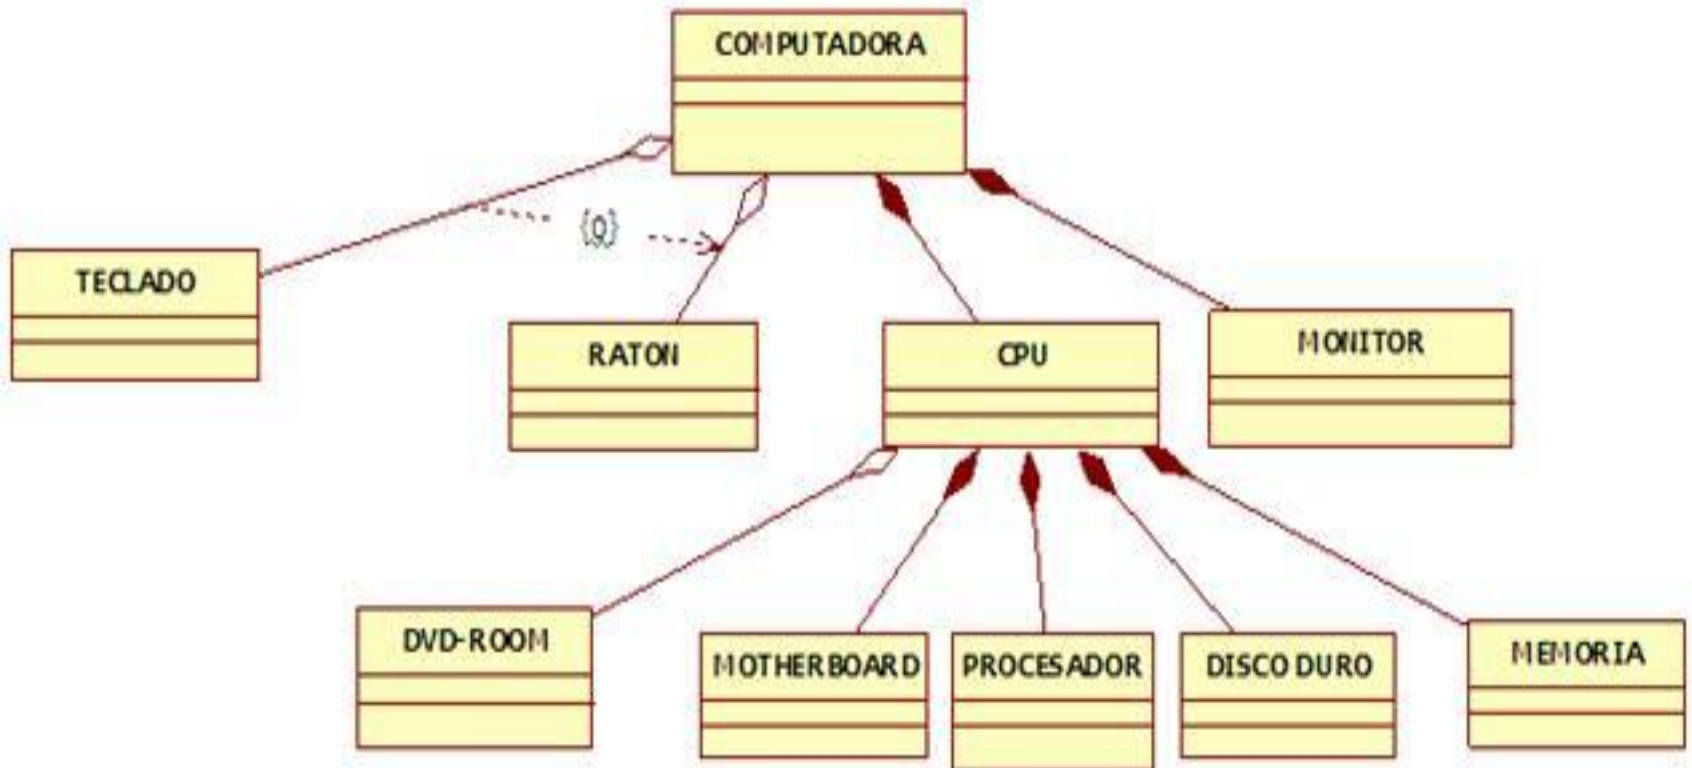 COMPUTADORA
{O}
TECLADO
RATON
CPU
MONITOR
DVD-ROOM
MOTHERBOARD
PROCESADOR
DISCO DURO
MEMORIA